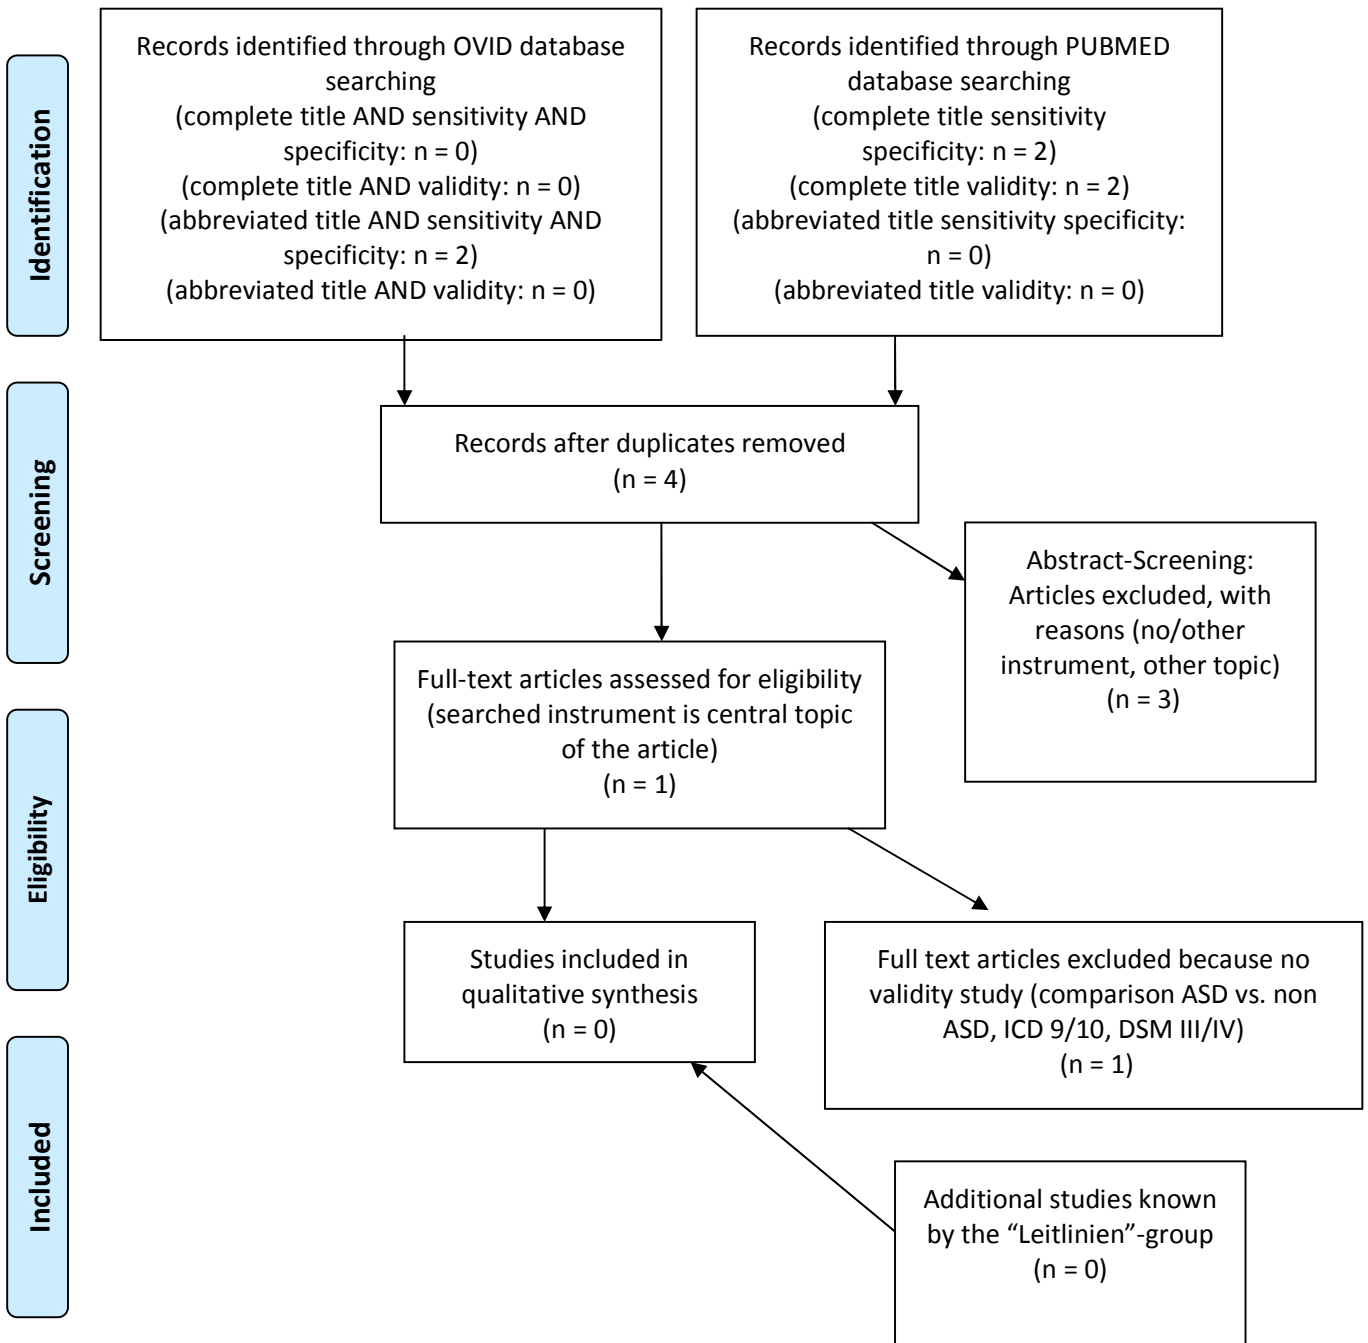 Identification
Records identified through OVID database
searching
(complete title AND sensitivity AND
specificity: n = 0)
(complete title AND validity: n = 0)
(abbreviated title AND sensitivity AND
specificity: n = 2)
(abbreviated title AND validity: n = 0)
Records identified through PUBMED
database searching
(complete title sensitivity
specificity: n = 2)
(complete title validity: n = 2)
(abbreviated title sensitivity specificity:
n = 0)
(abbreviated title validity: n = 0)
Screening
Records after duplicates removed
(n = 4)
Abstract-Screening:
Articles excluded, with
reasons (no/other
instrument, other topic)
(n = 3)
Full-text articles assessed for eligibility
(searched instrument is central topic
of the article)
(n = 1)
Eligibility
Studies included in
qualitative synthesis
(n = 0)
Full text articles excluded because no
validity study (comparison ASD vs. non
ASD, ICD 9/10, DSM III/IV)
(n = 1)
Included
Additional studies known
by the “Leitlinien”-group
(n = 0)